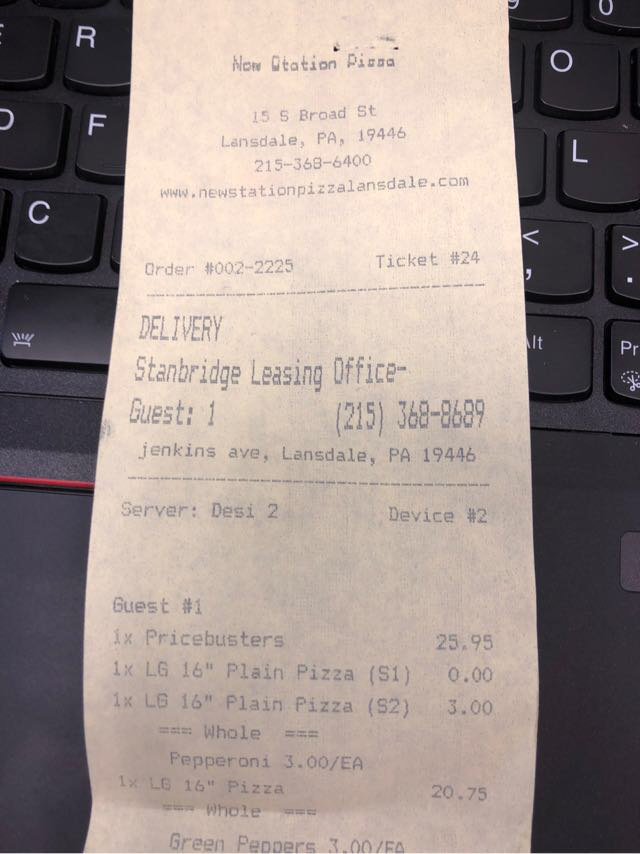 New Station Pizza
15 S Broad St
Lansdale, PA, 19446
215-368-6400
www.newstationpizzalansdale.com
Order #002-2225 Ticket #24
DELIVERY
Stanbridge Leasing Office-
Guest: 1 (215) 368-8689
jenkins ave, Lansdale, PA 19446
Server: Desi 2 Device #2
Guest #1
1x Pricebusters 25.95
1x LG 16" Plain Pizza (S1) 0.00
1x LG 16" Plain Pizza (S2) 3.00
=== Whole ===
Pepperoni 3.00/EA
1x LG 16" Pizza 20.75
=== Whole ===
Green Peppers 3.00/EA
E
R
D
F
C
O
L
<
,
>
.
Alt
Pr
9
0